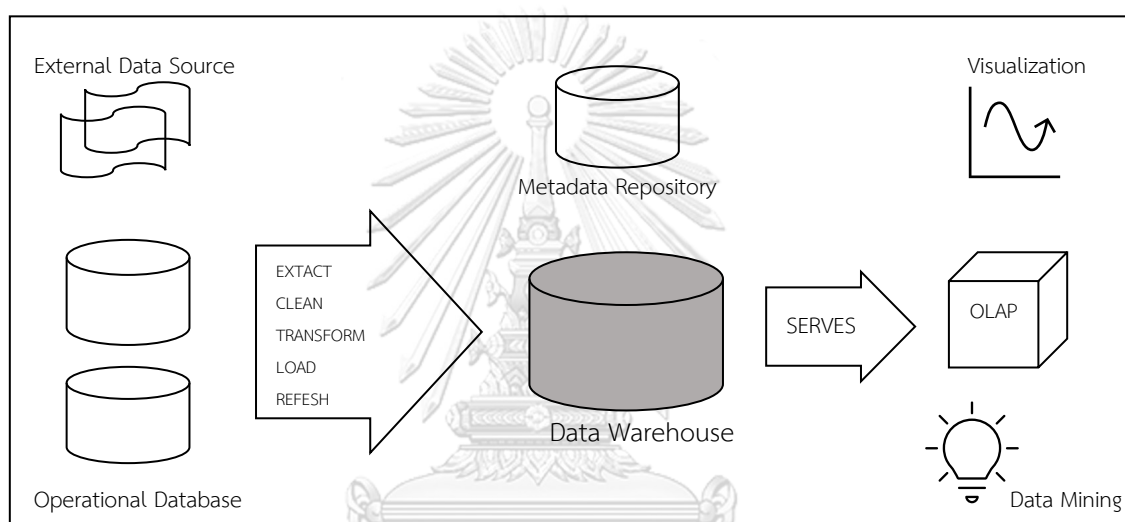 External Data Source
Visualization
Metadata Repository
EXTACT
CLEAN
TRANSFORM
LOAD
REFESH
SERVES
OLAP
Data Warehouse
Operational Database
Data Mining